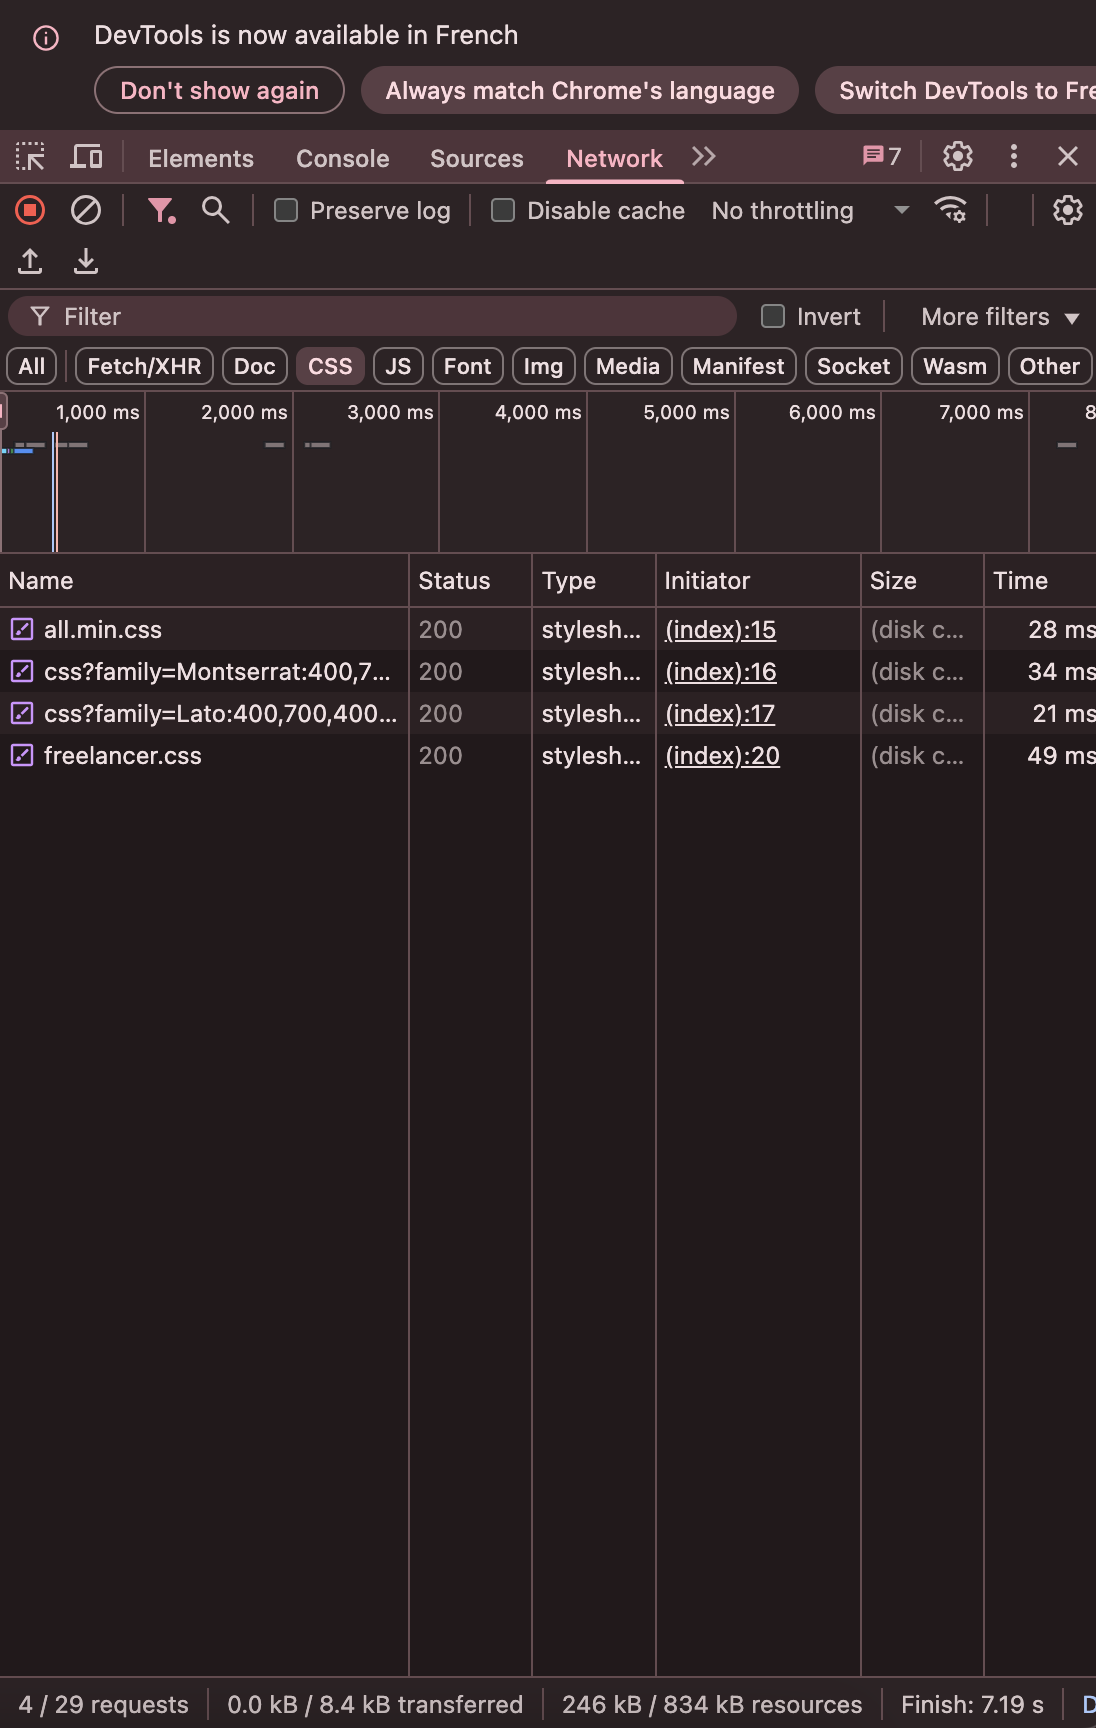 DevTools is now available in French
Don't show again Always match Chrome's language Switch DevTools to Fre
Elements Console Sources Network 7
Preserve log Disable cache No throttling
Filter Invert More filters
All Fetch/XHR Doc CSS JS Font Img Media Manifest Socket Wasm Other
1,000 ms 2,000 ms 3,000 ms 4,000 ms 5,000 ms 6,000 ms 7,000 ms 8
Name Status Type Initiator Size Time
all.min.css 200 stylesh... (index):15 (disk c... 28 ms
css?family=Montserrat:400,7... 200 stylesh... (index):16 (disk c... 34 ms
css?family=Lato:400,700,400... 200 stylesh... (index):17 (disk c... 21 ms
freelancer.css 200 stylesh... (index):20 (disk c... 49 ms
4 / 29 requests 0.0 kB / 8.4 kB transferred 246 kB / 834 kB resources Finish: 7.19 s D